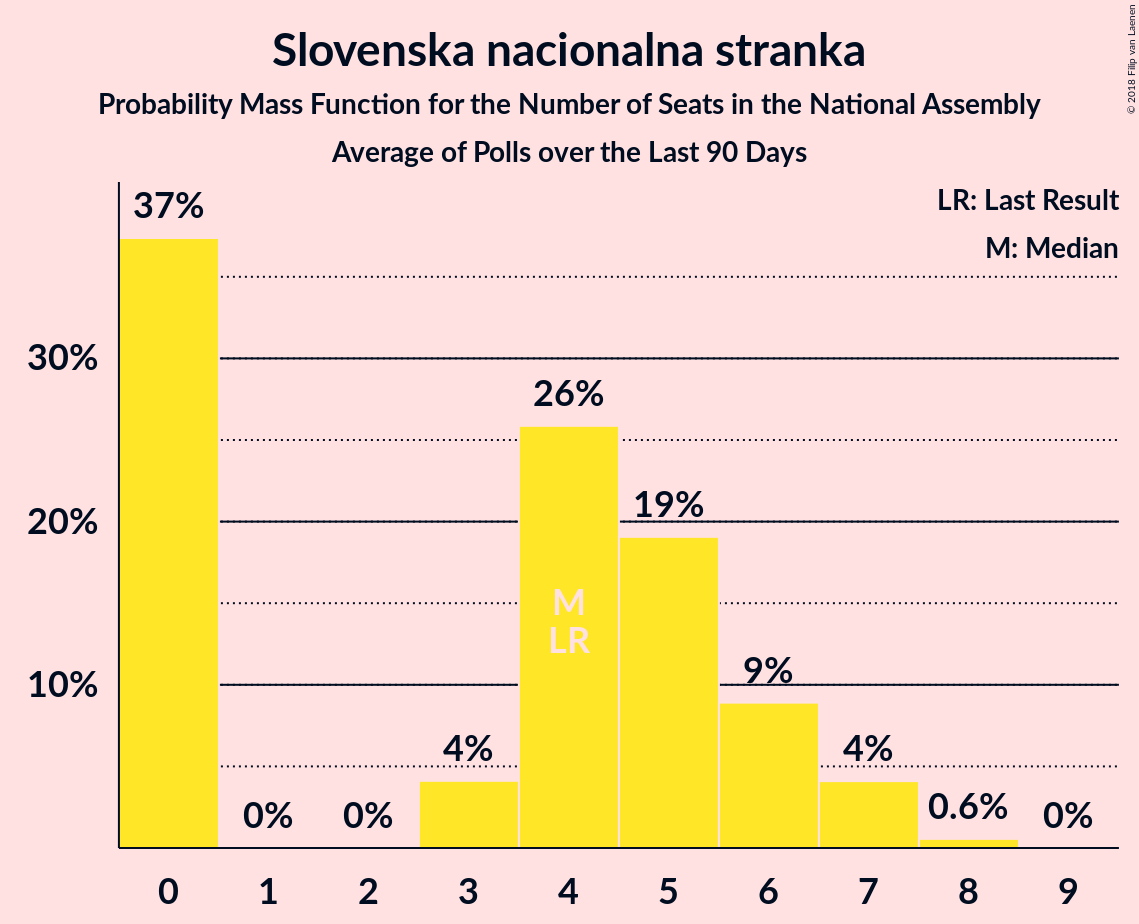 Slovenska nacionalna stranka
Probability Mass Function for the Number of Seats in the National Assembly
Average of Polls over the Last 90 Days
© 2018 Filip van Laenen
LR: Last Result
M: Median
37%
30%
26%
20%
19%
M
LR
10%
9%
4%
4%
0%
0%
0.6%
0%
0 1 2 3 4 5 6 7 8 9